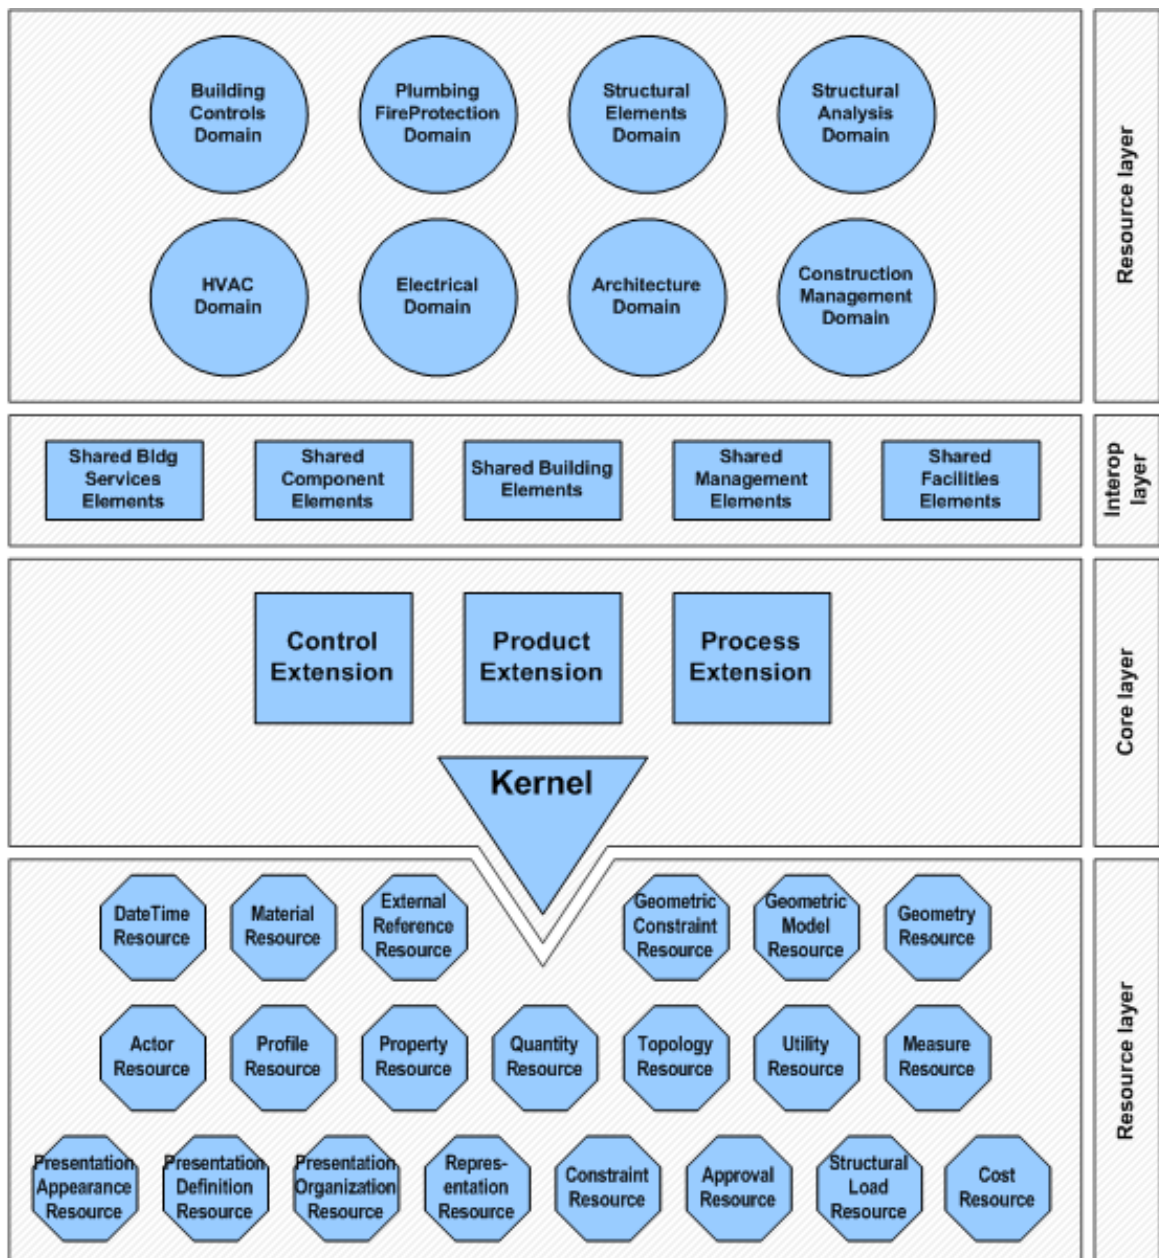 Building
Controls
Domain
Plumbing
FireProtection
Domain
Structural
Elements
Domain
Structural
Analysis
Domain
HVAC
Domain
Electrical
Domain
Architecture
Domain
Construction
Management
Domain
Resource layer
Shared Bldg
Services
Elements
Shared
Component
Elements
Shared Building
Elements
Shared
Management
Elements
Shared
Facilities
Elements
Interop
layer
Control
Extension
Product
Extension
Process
Extension
Kernel
Core layer
DateTime
Resource
Material
Resource
External
Reference
Resource
Geometric
Constraint
Resource
Geometric
Model
Resource
Geometry
Resource
Actor
Resource
Profile
Resource
Property
Resource
Quantity
Resource
Topology
Resource
Utility
Resource
Measure
Resource
Presentation
Appearance
Resource
Presentation
Definition
Resource
Presentation
Organization
Resource
Repres-
entation
Resource
Constraint
Resource
Approval
Resource
Structural
Load
Resource
Cost
Resource
Resource layer